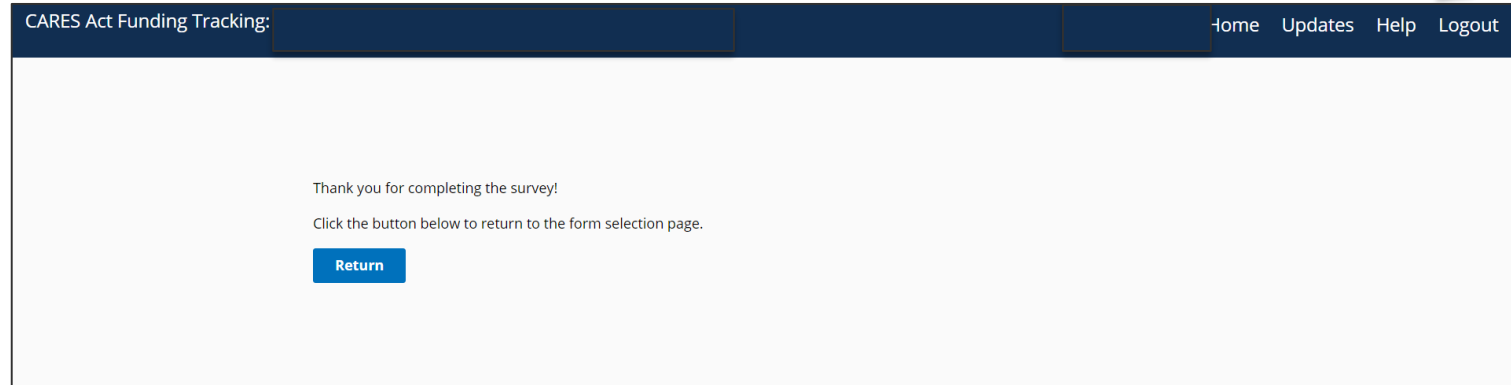 CARES Act Funding Tracking:
Home Updates Help Logout
Thank you for completing the survey!
Click the button below to return to the form selection page.
Return